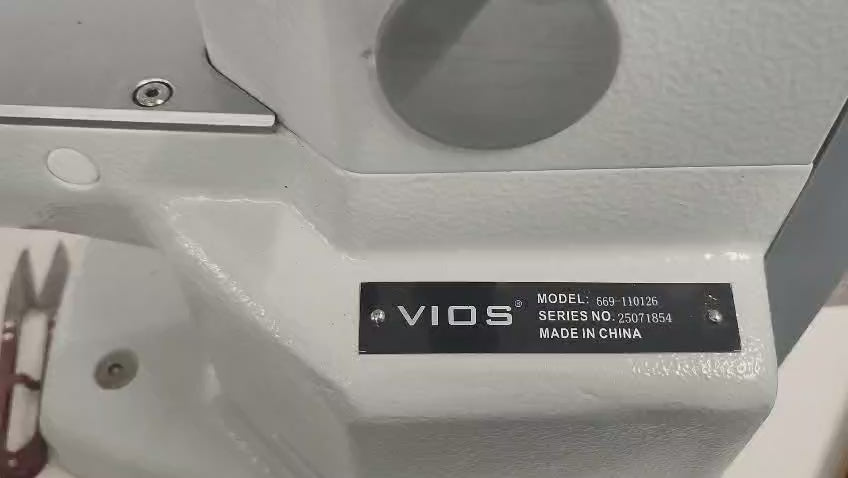 VIOS®
MODEL: 669-110126
SERIES NO. 25071854
MADE IN CHINA